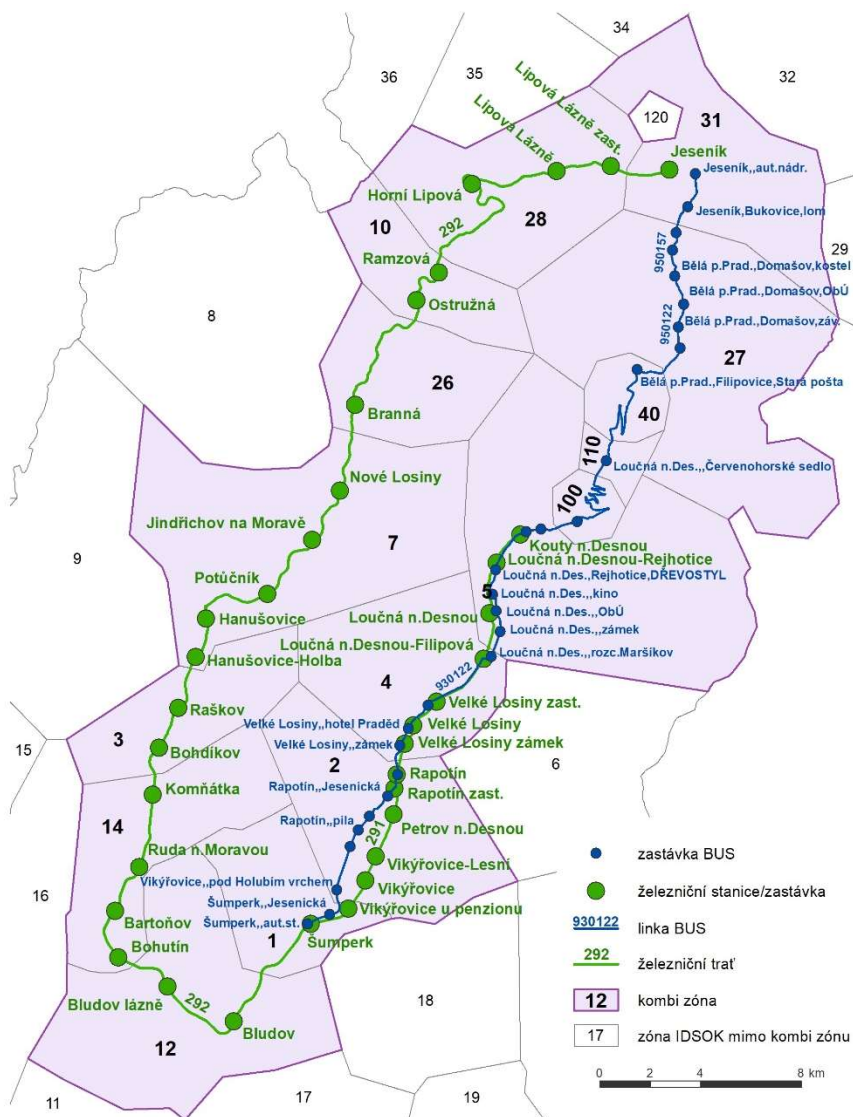 34
36
35
32
Lipová Lázně zast.
Lipová Lázně
120
31
Jeseník
Jeseník,,aut.nádr.
Horní Lipová
Jeseník,Bukovice,lom
10
292
28
950157
29
Ramzová
Bělá p.Prad.,Domašov,kostel
Ostružná
Bělá p.Prad.,Domašov,ObÚ
8
950122
Bělá p.Prad.,Domašov,záv.
27
26
Bělá p.Prad.,Filipovice,Stará pošta
Branná
40
110
Loučná n.Des.,,Červenohorské sedlo
Nové Losiny
100
Jindřichov na Moravě
7
Kouty n.Desnou
9
Loučná n.Desnou-Rejhotice
Loučná n.Des.,Rejhotice,DŘEVOSTYL
Potůčník
5
Loučná n.Des.,,kino
Hanušovice
Loučná n.Desnou
Loučná n.Des.,,ObÚ
Loučná n.Des.,,zámek
Loučná n.Desnou-Filipová
Hanušovice-Holba
Loučná n.Des.,,rozc.Maršíkov
4
930122
Velké Losiny zast.
Raškov
Velké Losiny,,hotel Praděd
Velké Losiny
3
Velké Losiny,,zámek
Velké Losiny zámek
15
Bohdíkov
2
6
Rapotín
Komňátka
Rapotín,,Jesenická
Rapotín zast.
14
Rapotín,,pila
Petrov n.Desnou
291
zastávka BUS
Ruda n.Moravou
Vikýřovice-Lesní
16
Vikýřovice,,pod Holubím vrchem
Vikýřovice
železniční stanice/zastávka
Šumperk,,Jesenická
Bartoňov
Vikýřovice u penzionu
930122
linka BUS
Šumperk,,aut.st.
1
Šumperk
Bohutín
292
železniční trať
18
Bludov lázně
292
12
kombi zóna
Bludov
12
17
zóna IDSOK mimo kombi zónu
11
17
19
0 2 4 8 km